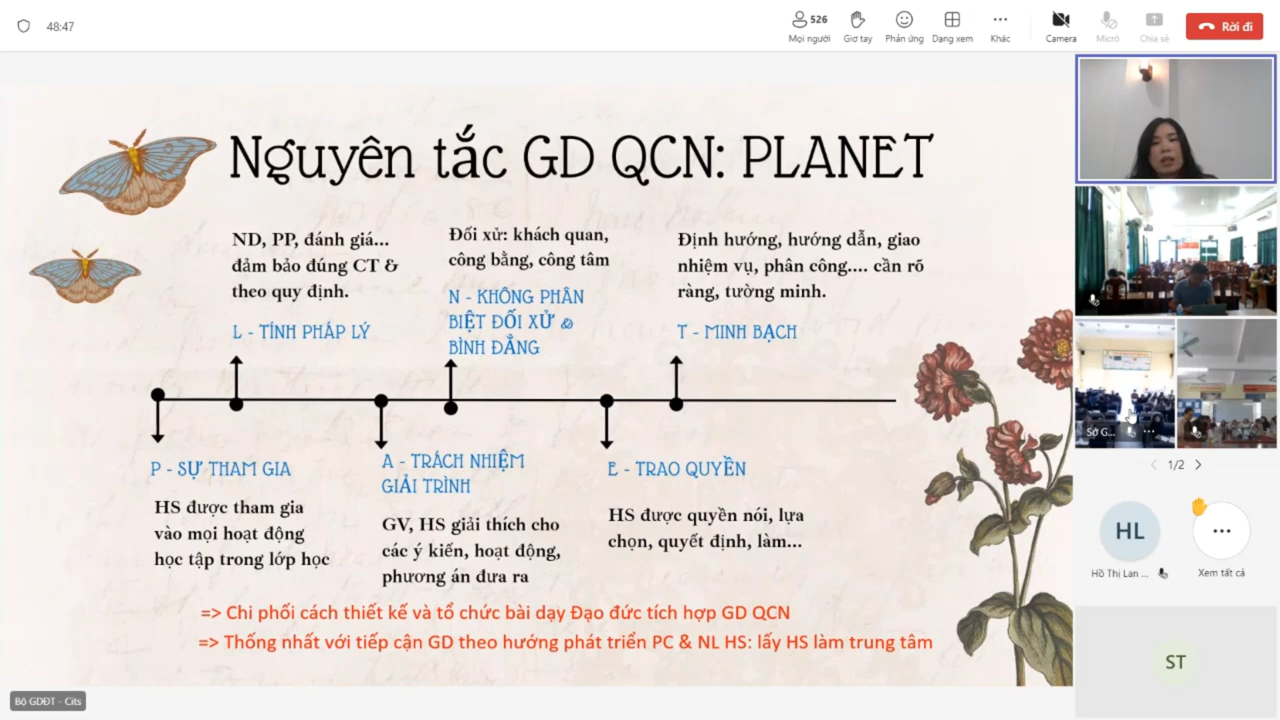 48:47
526
Mọi người
Giơ tay
Phản ứng
Dạng xem
Khác
Camera
Micrô
Chia sẻ
Rời đi
Nguyên tắc GD QCN: PLANET
ND, PP, đánh giá...
đảm bảo đúng CT &
theo quy định.
L - TÍNH PHÁP LÝ
Đối xử: khách quan,
công bằng, công tâm
N - KHÔNG PHÂN
BIỆT ĐỐI XỬ &
BÌNH ĐẲNG
Định hướng, hướng dẫn, giao
nhiệm vụ, phân công.... cần rõ
ràng, tường minh.
T - MINH BẠCH
P - SỰ THAM GIA
HS được tham gia
vào mọi hoạt động
học tập trong lớp học
A - TRÁCH NHIỆM
GIẢI TRÌNH
GV, HS giải thích cho
các ý kiến, hoạt động,
phương án đưa ra
E - TRAO QUYỀN
HS được quyền nói, lựa
chọn, quyết định, làm...
=> Chi phối cách thiết kế và tổ chức bài dạy Đạo đức tích hợp GD QCN
=> Thống nhất với tiếp cận GD theo hướng phát triển PC & NL HS: lấy HS làm trung tâm
Sở G...
1/2
HL
Hồ Thị Lan ...
Xem tất cả
ST
Bộ GDĐT - Cits